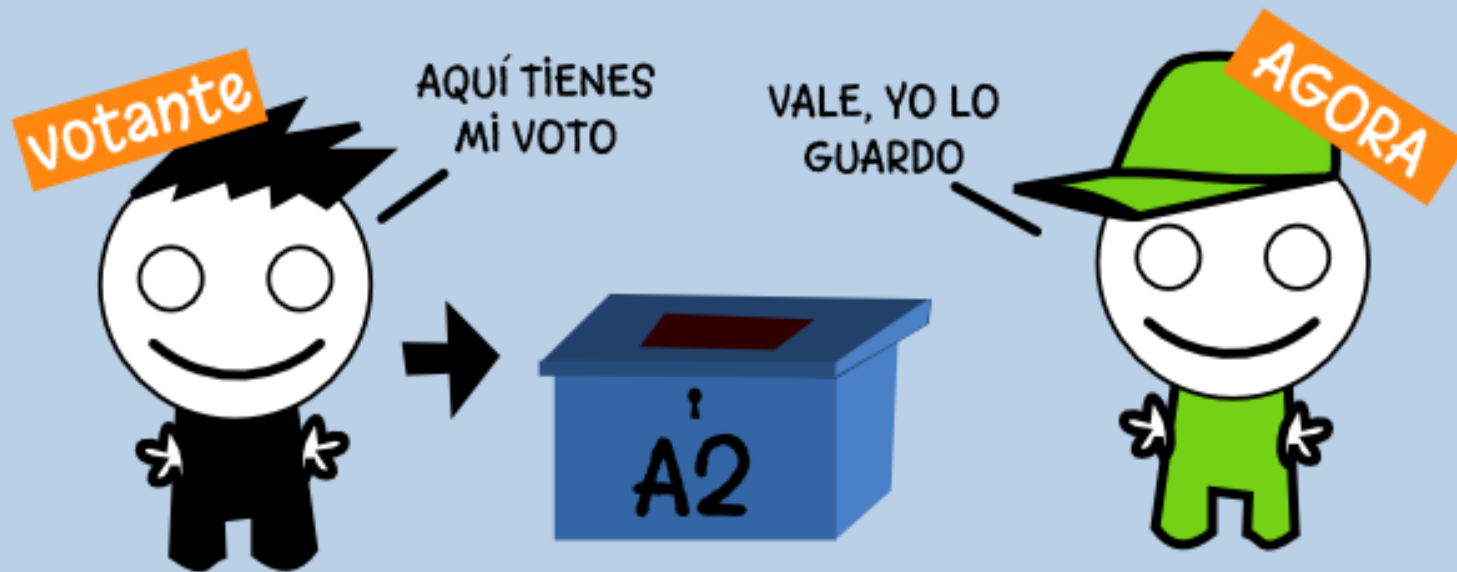 votante
AQUÍ TIENES
MI VOTO
VALE, YO LO
GUARDO
AGORA
A2